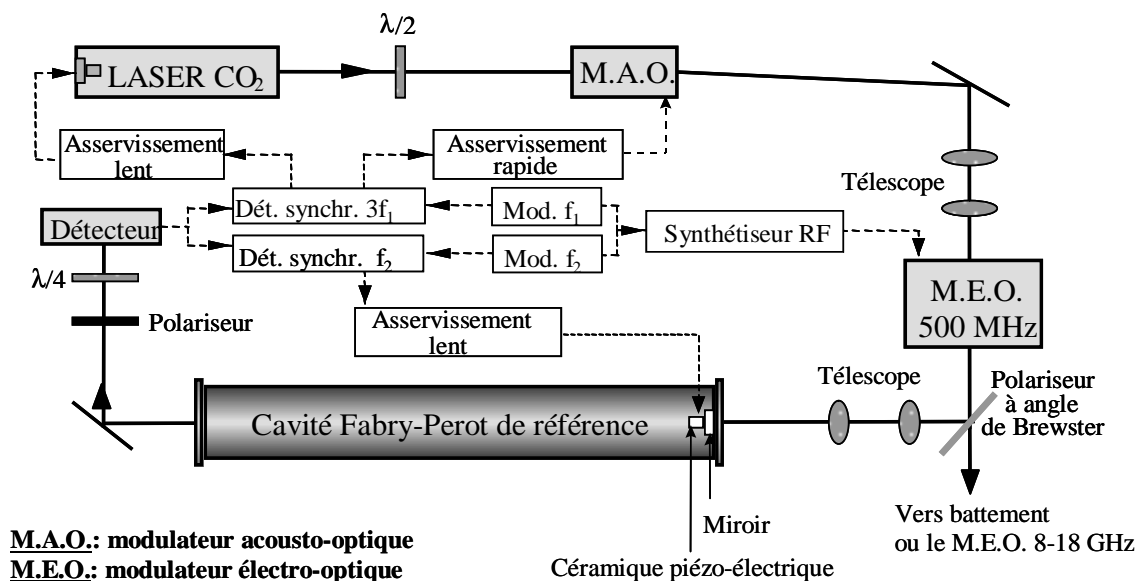 λ/2
LASER CO₂
M.A.O.
Asservissement
lent
Asservissement
rapide
Télescope
Dét. synchr. 3f₁
Mod. f₁
Détecteur
Synthétiseur RF
Dét. synchr. f₂
Mod. f₂
λ/4
M.E.O.
500 MHz
Polariseur
Asservissement
lent
Télescope
Polariseur
à angle
de Brewster
Cavité Fabry-Perot de référence
Miroir
Vers battement
ou le M.E.O. 8-18 GHz
M.A.O.: modulateur acousto-optique
M.E.O.: modulateur électro-optique
Céramique piézo-électrique